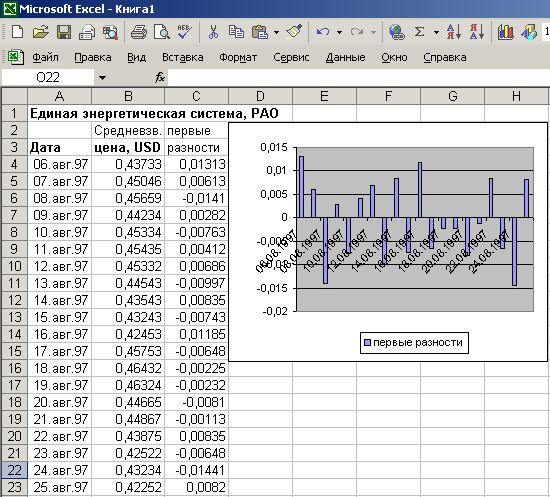 Microsoft Excel - Книга1
Файл Правка Вид Вставка Формат Сервис Данные Окно Справка
O22 fx
A B C D E F G H
1 Единая энергетическая система, РАО
2 Средневзв. первые
3 Дата цена, USD разности
4 06.авг.97 0,43733 0,01313
5 07.авг.97 0,45046 0,00613
6 08.авг.97 0,45659 -0,0141
7 09.авг.97 0,44234 0,00282
8 10.авг.97 0,45334 -0,00763
9 11.авг.97 0,45435 0,00412
10 12.авг.97 0,45332 0,00686
11 13.авг.97 0,44543 -0,00997
12 14.авг.97 0,43543 0,00835
13 15.авг.97 0,43243 -0,00743
14 16.авг.97 0,42453 0,01185
15 17.авг.97 0,45753 -0,00648
16 18.авг.97 0,46432 -0,00225
17 19.авг.97 0,46324 -0,00232
18 20.авг.97 0,44665 -0,0081
19 21.авг.97 0,44867 -0,00113
20 22.авг.97 0,43875 0,00835
21 23.авг.97 0,42522 -0,00648
22 24.авг.97 0,43234 -0,01441
23 25.авг.97 0,42252 0,0082
0,015
0,01
0,005
0
-0,01
-0,015
-0,02
06.08.1997 08.08.1997 10.08.1997 12.08.1997 14.08.1997 16.08.1997 18.08.1997 20.08.1997 22.08.1997 24.08.1997
первые разности